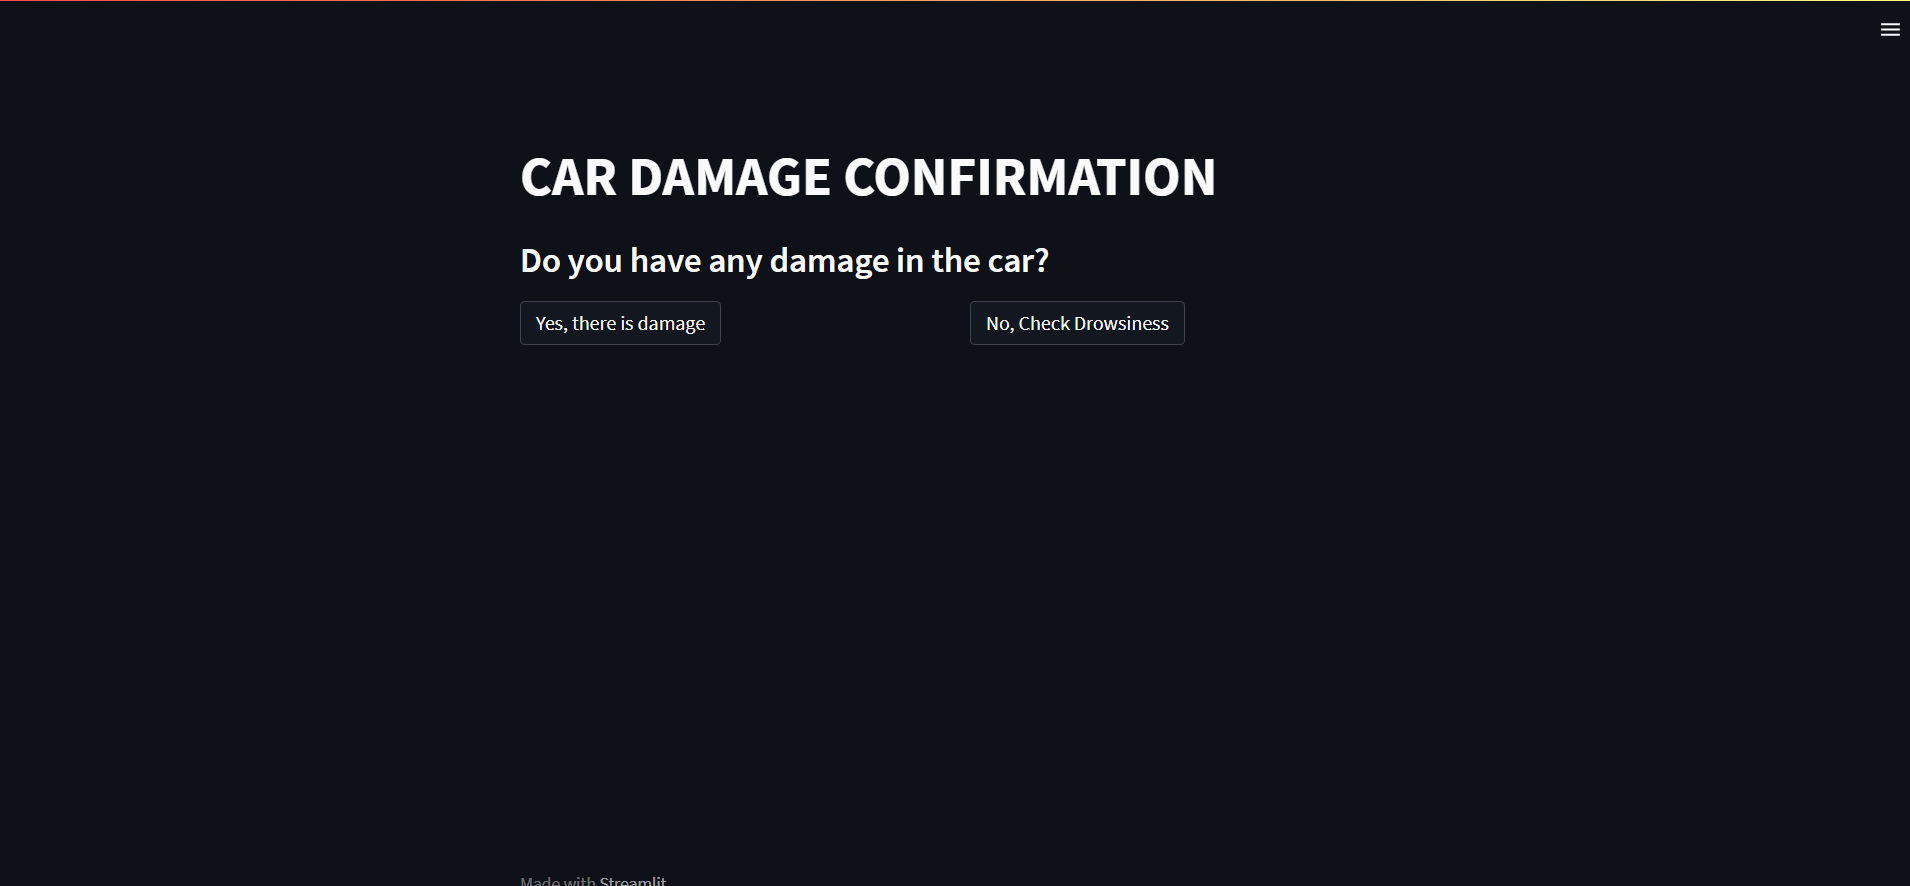 CAR DAMAGE CONFIRMATION
Do you have any damage in the car?
Yes, there is damage
No, Check Drowsiness
Made with Streamlit